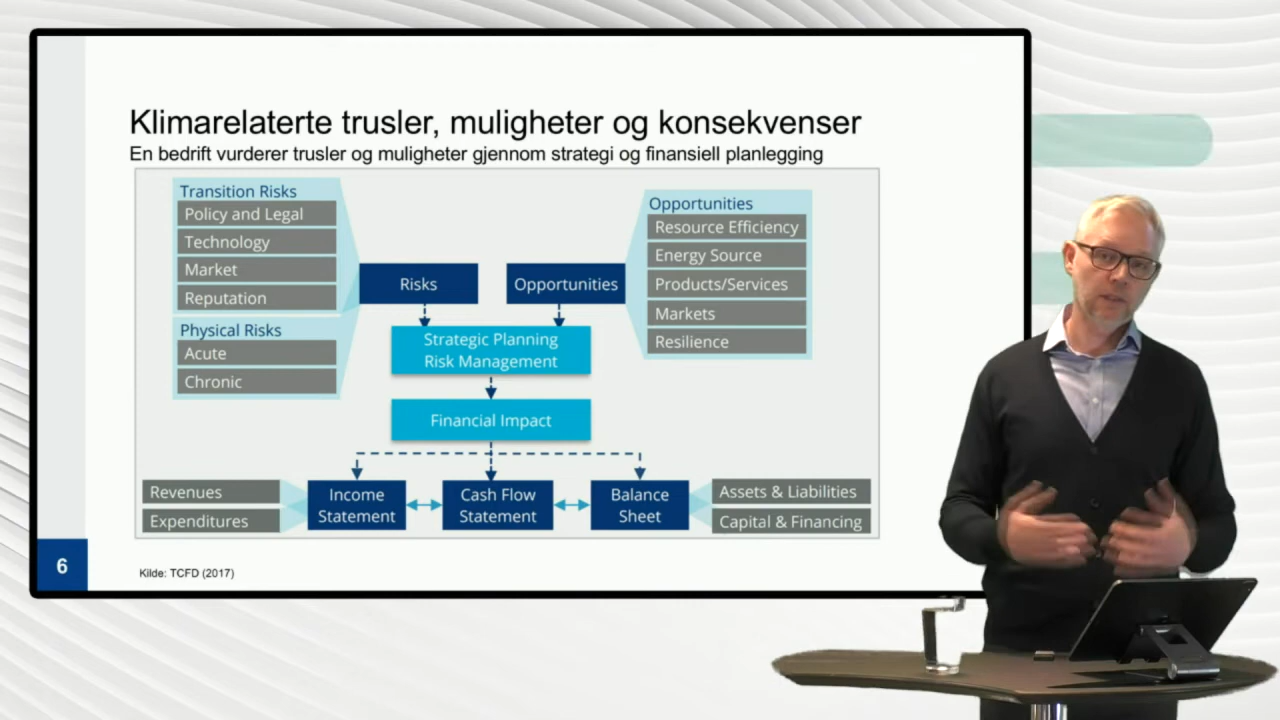 Klimarelaterte trusler, muligheter og konsekvenser
En bedrift vurderer trusler og muligheter gjennom strategi og finansiell planlegging
Transition Risks
Policy and Legal
Technology
Market
Reputation
Physical Risks
Acute
Chronic
Risks
Opportunities
Opportunities
Resource Efficiency
Energy Source
Products/Services
Markets
Resilience
Strategic Planning
Risk Management
Financial Impact
Revenues
Expenditures
Income
Statement
Cash Flow
Statement
Balance
Sheet
Assets & Liabilities
Capital & Financing
6
Kilde: TCFD (2017)